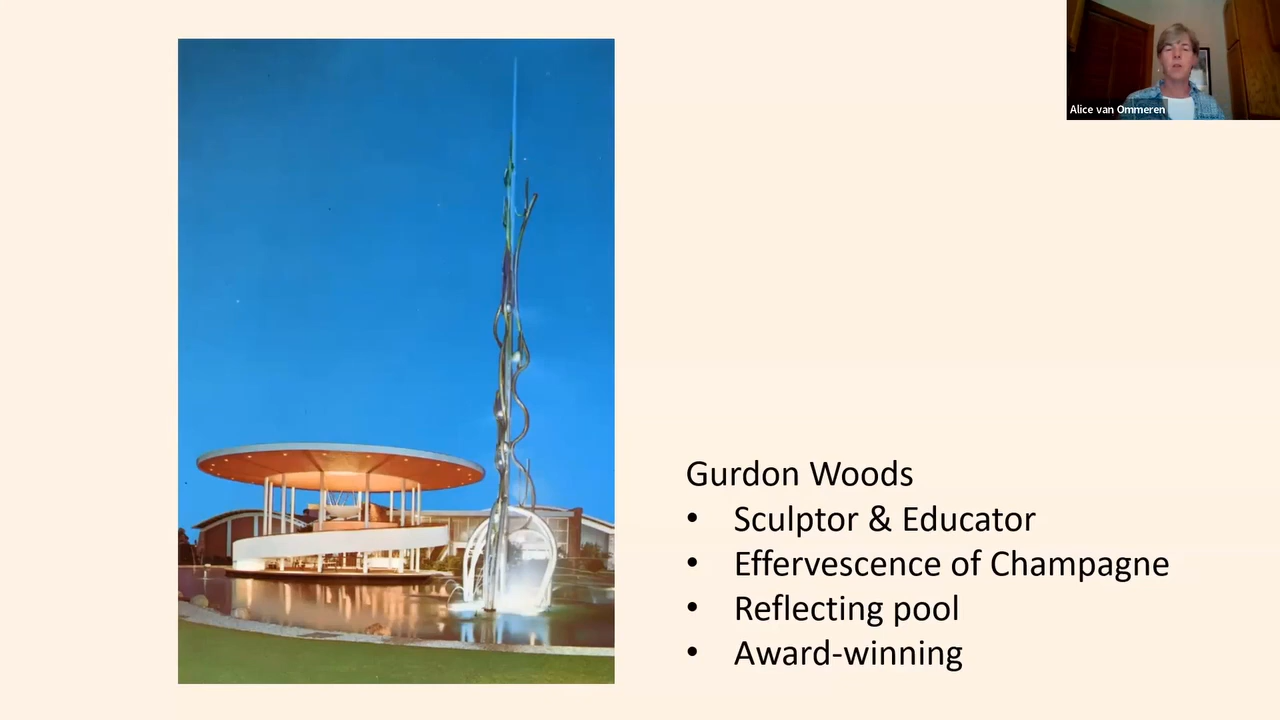 Alice van Ommeren
Gurdon Woods
• Sculptor & Educator
• Effervescence of Champagne
• Reflecting pool
• Award-winning